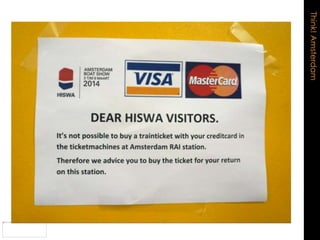 Think! Amsterdam
AMSTERDAM
BOAT SHOW
2014
HISWA
VISA
MasterCard
DEAR HISWA VISITORS.
It's not possible to buy a trainticket with your creditcard in
the ticketmachines at Amsterdam RAI station.
Therefore we advice you to buy the ticket for your return
on this station.